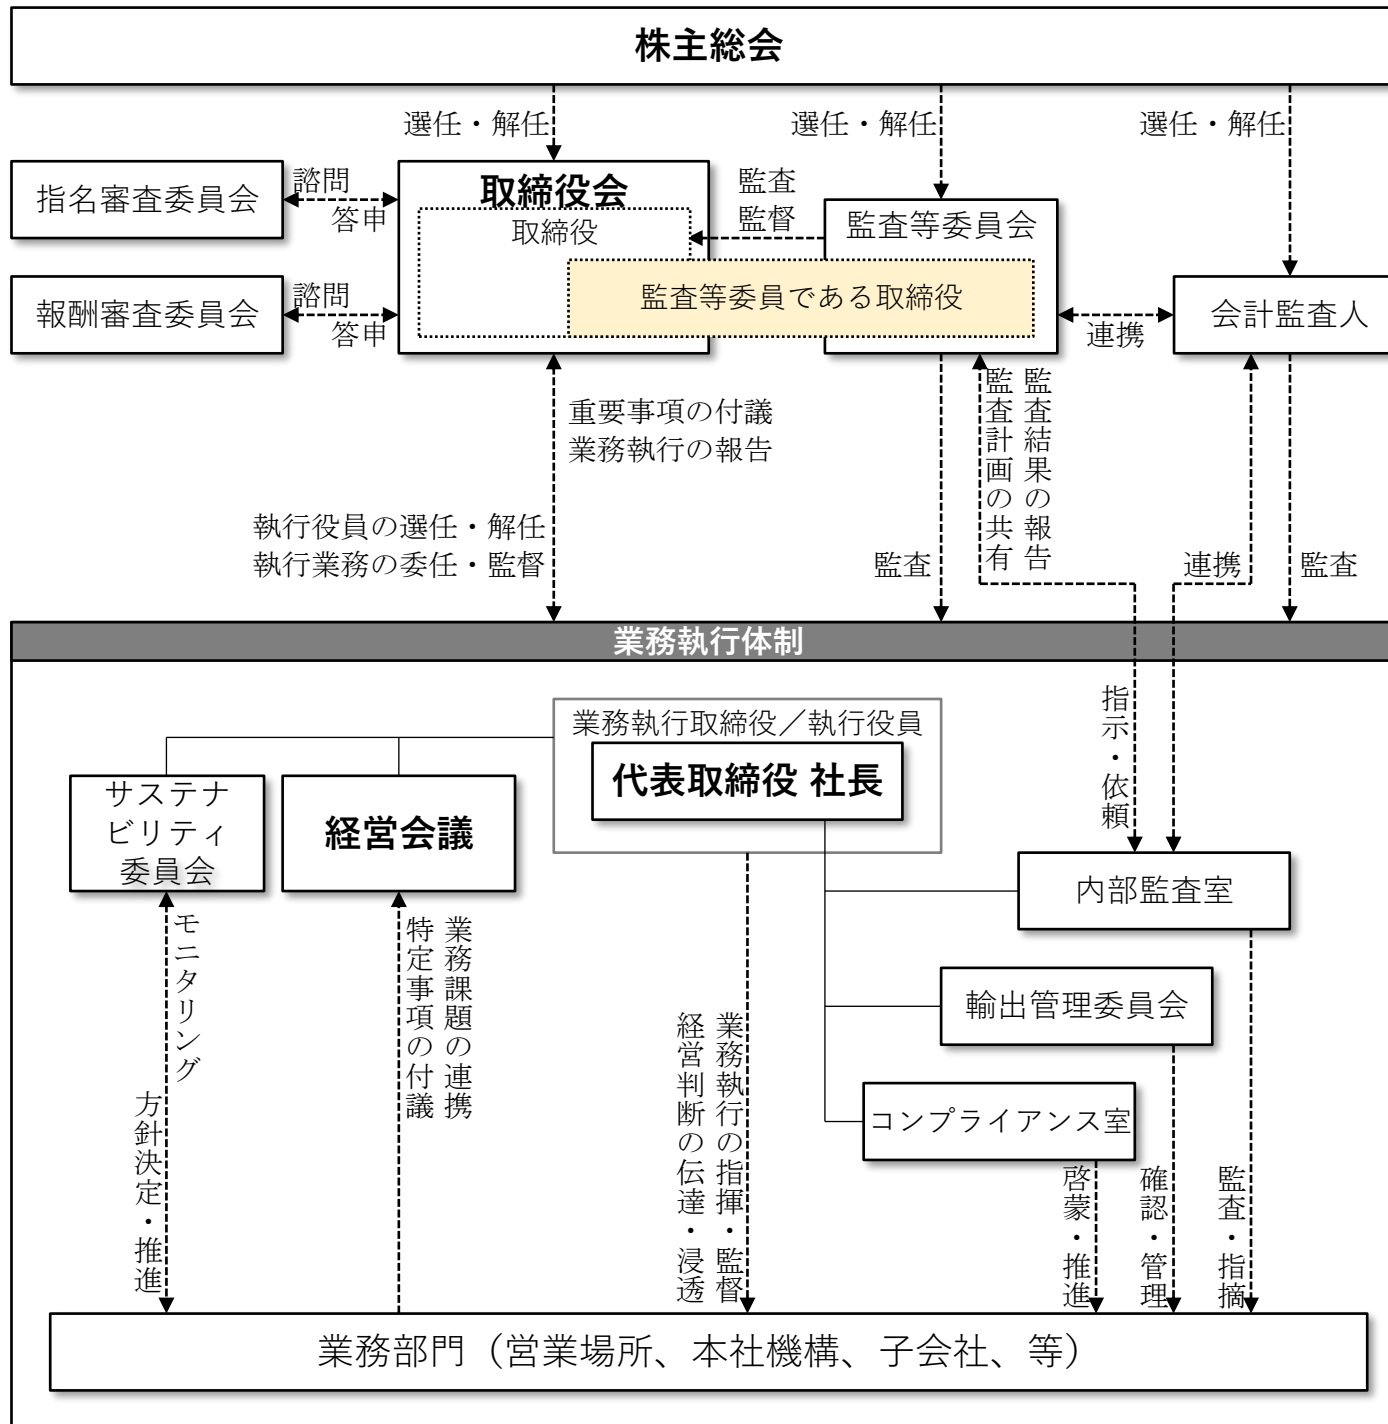 株主総会
選任・解任
選任・解任
選任・解任
指名審査委員会
諮問
答申
取締役会
取締役
監査
監督
監査等委員会
監査等委員である取締役
報酬審査委員会
諮問
答申
連携
会計監査人
重要事項の付議
業務執行の報告
執行役員の選任・解任
執行業務の委任・監督
監査
監査結果の報告
監査計画の共有
連携
監査
業務執行体制
業務執行取締役／執行役員
代表取締役 社長
指示・依頼
サステナ
ビリティ
委員会
経営会議
内部監査室
輸出管理委員会
コンプライアンス室
モニタリング
方針決定・推進
業務課題の連携
特定事項の付議
業務執行の指揮・監督
経営判断の伝達・浸透
啓蒙・推進
確認・管理
監査・指摘
業務部門（営業場所、本社機構、子会社、等）